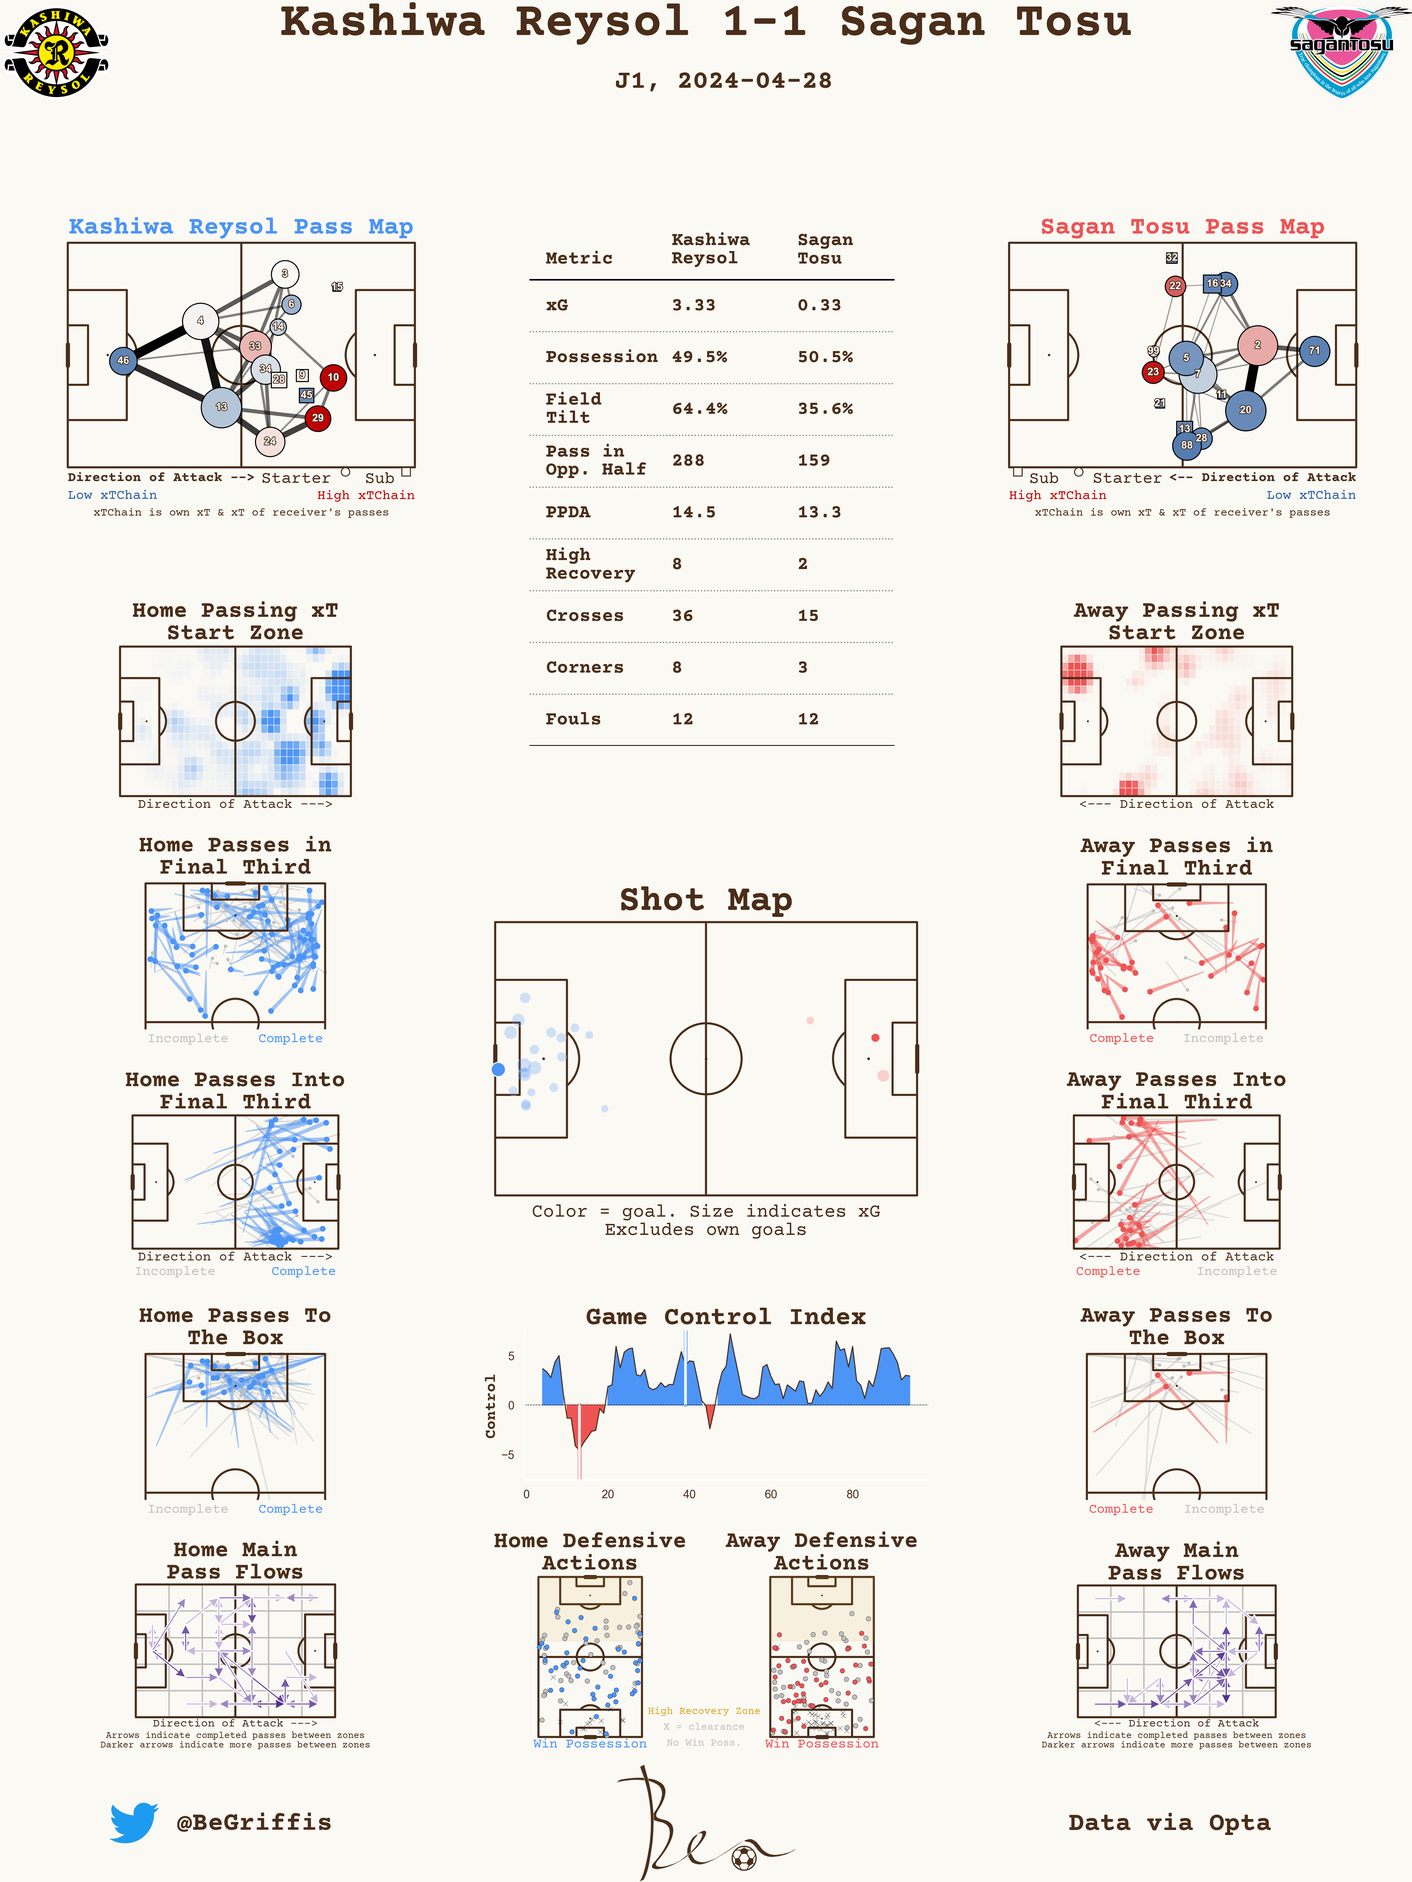 Kashiwa Reysol 1-1 Sagan Tosu
J1, 2024-04-28
KASHIWA
R
REYSOL
saganTosu
Kashiwa Reysol Pass Map
3
15
6
14
4
33
46
34
28
9
10
45
13
29
24
Direction of Attack --> Starter Sub
Low xTChain High xTChain
xTChain is own xT & xT of receiver's passes
Metric Kashiwa Reysol Sagan Tosu
xG 3.33 0.33
Possession 49.5% 50.5%
Field Tilt 64.4% 35.6%
Pass in Opp. Half 288 159
PPDA 14.5 13.3
High Recovery 8 2
Crosses 36 15
Corners 8 3
Fouls 12 12
Sagan Tosu Pass Map
32
22
16
34
99
5
2
71
23
7
11
21
20
13
28
88
Sub Starter <-- Direction of Attack
High xTChain Low xTChain
xTChain is own xT & xT of receiver's passes
Home Passing xT
Start Zone
Direction of Attack --->
Away Passing xT
Start Zone
<--- Direction of Attack
Home Passes in
Final Third
Incomplete Complete
Away Passes in
Final Third
Complete Incomplete
Shot Map
Color = goal. Size indicates xG
Excludes own goals
Home Passes Into
Final Third
Direction of Attack --->
Incomplete Complete
Away Passes Into
Final Third
<--- Direction of Attack
Complete Incomplete
Home Passes To
The Box
Incomplete Complete
Game Control Index
Control
5
0
−5
0 20 40 60 80
Away Passes To
The Box
Complete Incomplete
Home Main
Pass Flows
Direction of Attack --->
Arrows indicate completed passes between zones
Darker arrows indicate more passes between zones
Home Defensive
Actions
Win Possession
High Recovery Zone
X = clearance
No Win Poss.
Away Defensive
Actions
Win Possession
Away Main
Pass Flows
<--- Direction of Attack
Arrows indicate completed passes between zones
Darker arrows indicate more passes between zones
@BeGriffis
Ben
Data via Opta